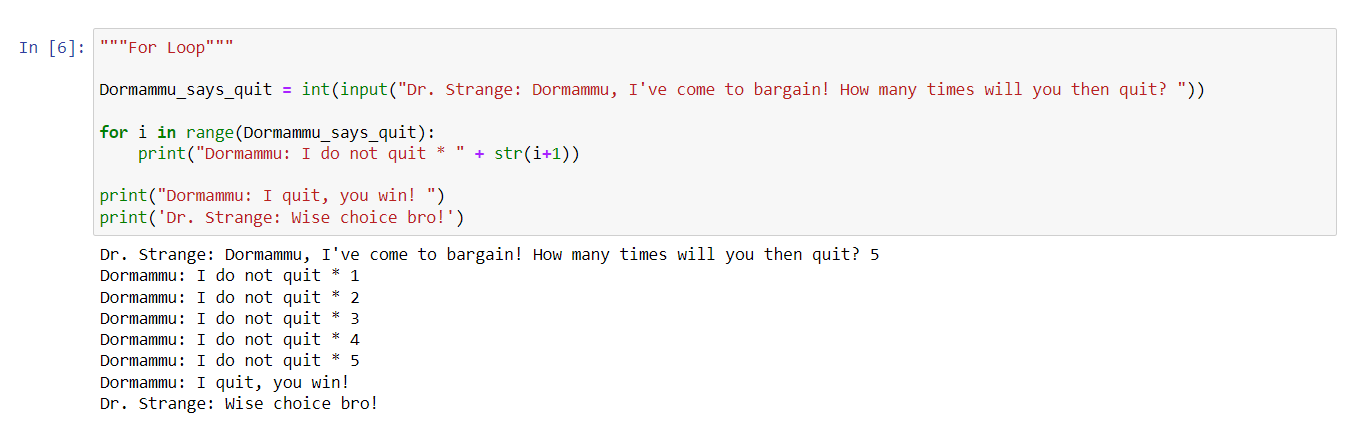 In [6]: """For Loop"""
Dormammu_says_quit = int(input("Dr. Strange: Dormammu, I've come to bargain! How many times will you then quit? "))
for i in range(Dormammu_says_quit):
    print("Dormammu: I do not quit * " + str(i+1))
print("Dormammu: I quit, you win! ")
print('Dr. Strange: Wise choice bro!')
Dr. Strange: Dormammu, I've come to bargain! How many times will you then quit? 5
Dormammu: I do not quit * 1
Dormammu: I do not quit * 2
Dormammu: I do not quit * 3
Dormammu: I do not quit * 4
Dormammu: I do not quit * 5
Dormammu: I quit, you win!
Dr. Strange: Wise choice bro!